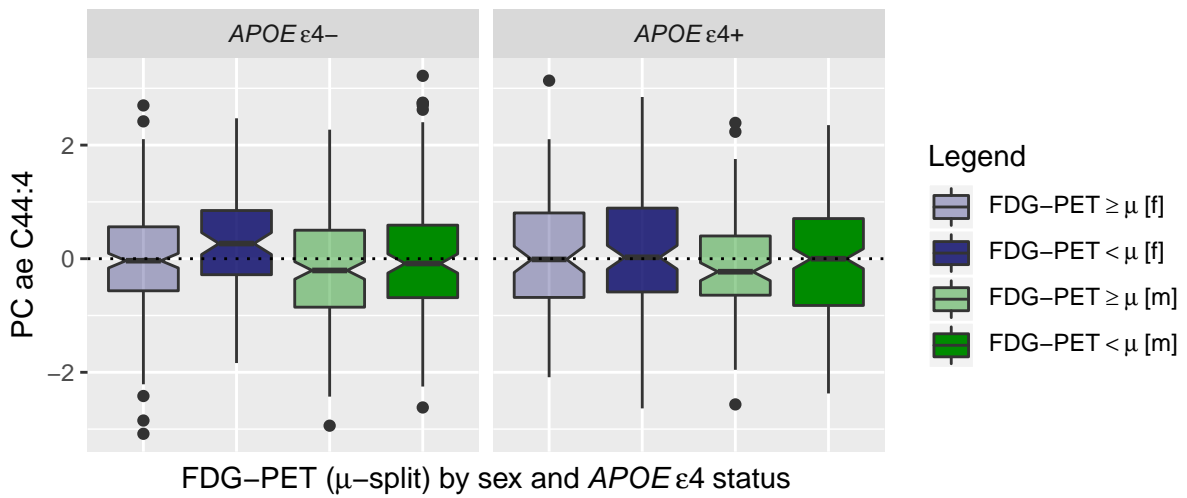 APOE ε4− APOE ε4+
PC ae C44:4
2
0
−2
FDG−PET (μ−split) by sex and APOE ε4 status
Legend
FDG−PET ≥ μ [f]
FDG−PET < μ [f]
FDG−PET ≥ μ [m]
FDG−PET < μ [m]